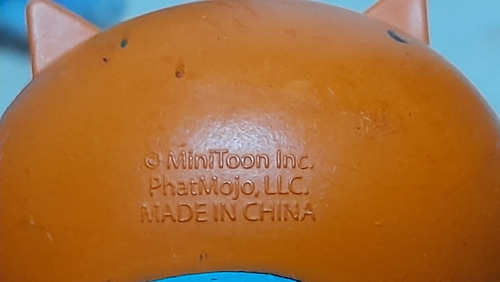 © MiniToon Inc.
PhatMojo, LLC.
MADE IN CHINA